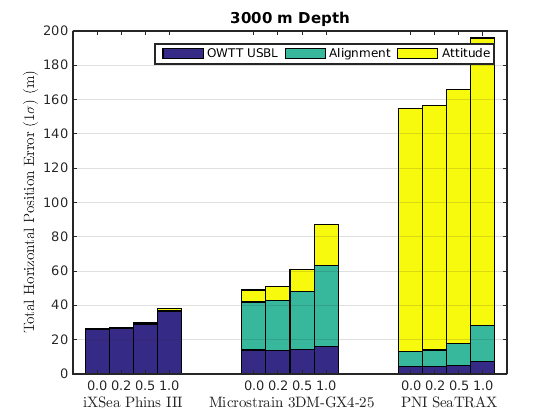 3000 m Depth
200
180
160
140
120
100
80
60
40
20
0
Total Horizontal Position Error (1σ) (m)
OWTT USBL Alignment Attitude
0.0 0.2 0.5 1.0 0.0 0.2 0.5 1.0 0.0 0.2 0.5 1.0
iXSea Phins III Microstrain 3DM-GX4-25 PNI SeaTRAX